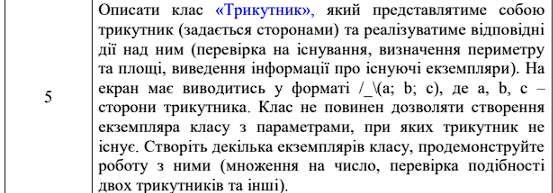 5
Описати клас «Трикутник», який представлятиме собою
трикутник (задається сторонами) та реалізуватиме відповідні
дії над ним (перевірка на існування, визначення периметру
та площі, виведення інформації про існуючі екземпляри). На
екран має виводитись у форматі /_\(a; b; c), де a, b, c –
сторони трикутника. Клас не повинен дозволяти створення
екземпляра класу з параметрами, при яких трикутник не
існує. Створіть декілька екземплярів класу, продемонструйте
роботу з ними (множення на число, перевірка подібності
двох трикутників та інші).